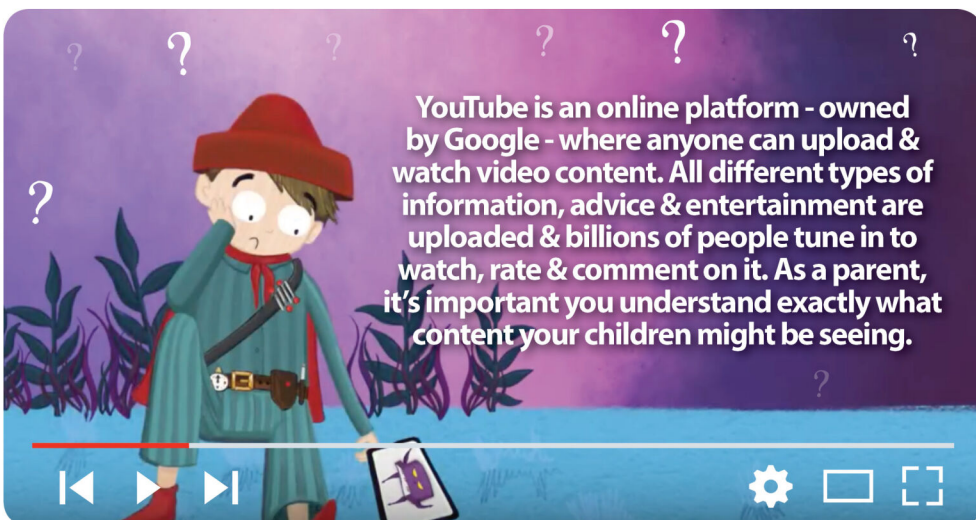 YouTube is an online platform - owned
by Google - where anyone can upload &
watch video content. All different types of
information, advice & entertainment are
uploaded & billions of people tune in to
watch, rate & comment on it. As a parent,
it's important you understand exactly what
content your children might be seeing.